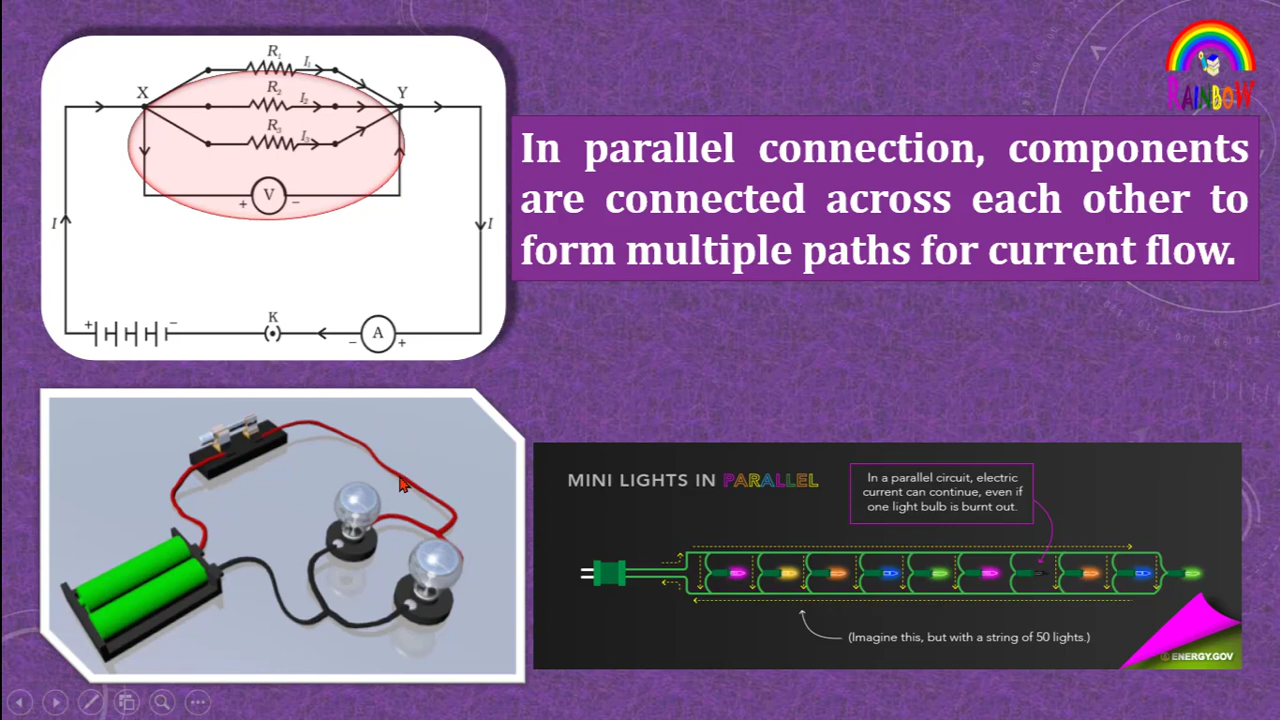 R1
I1
X
R2
I2
Y
R3
I3
V
+
−
I
I
+
−
K
−
A
+
RAINBOW
In parallel connection, components
are connected across each other to
form multiple paths for current flow.
MINI LIGHTS IN PARALLEL
In a parallel circuit, electric
current can continue, even if
one light bulb is burnt out.
(Imagine this, but with a string of 50 lights.)
ENERGY.GOV